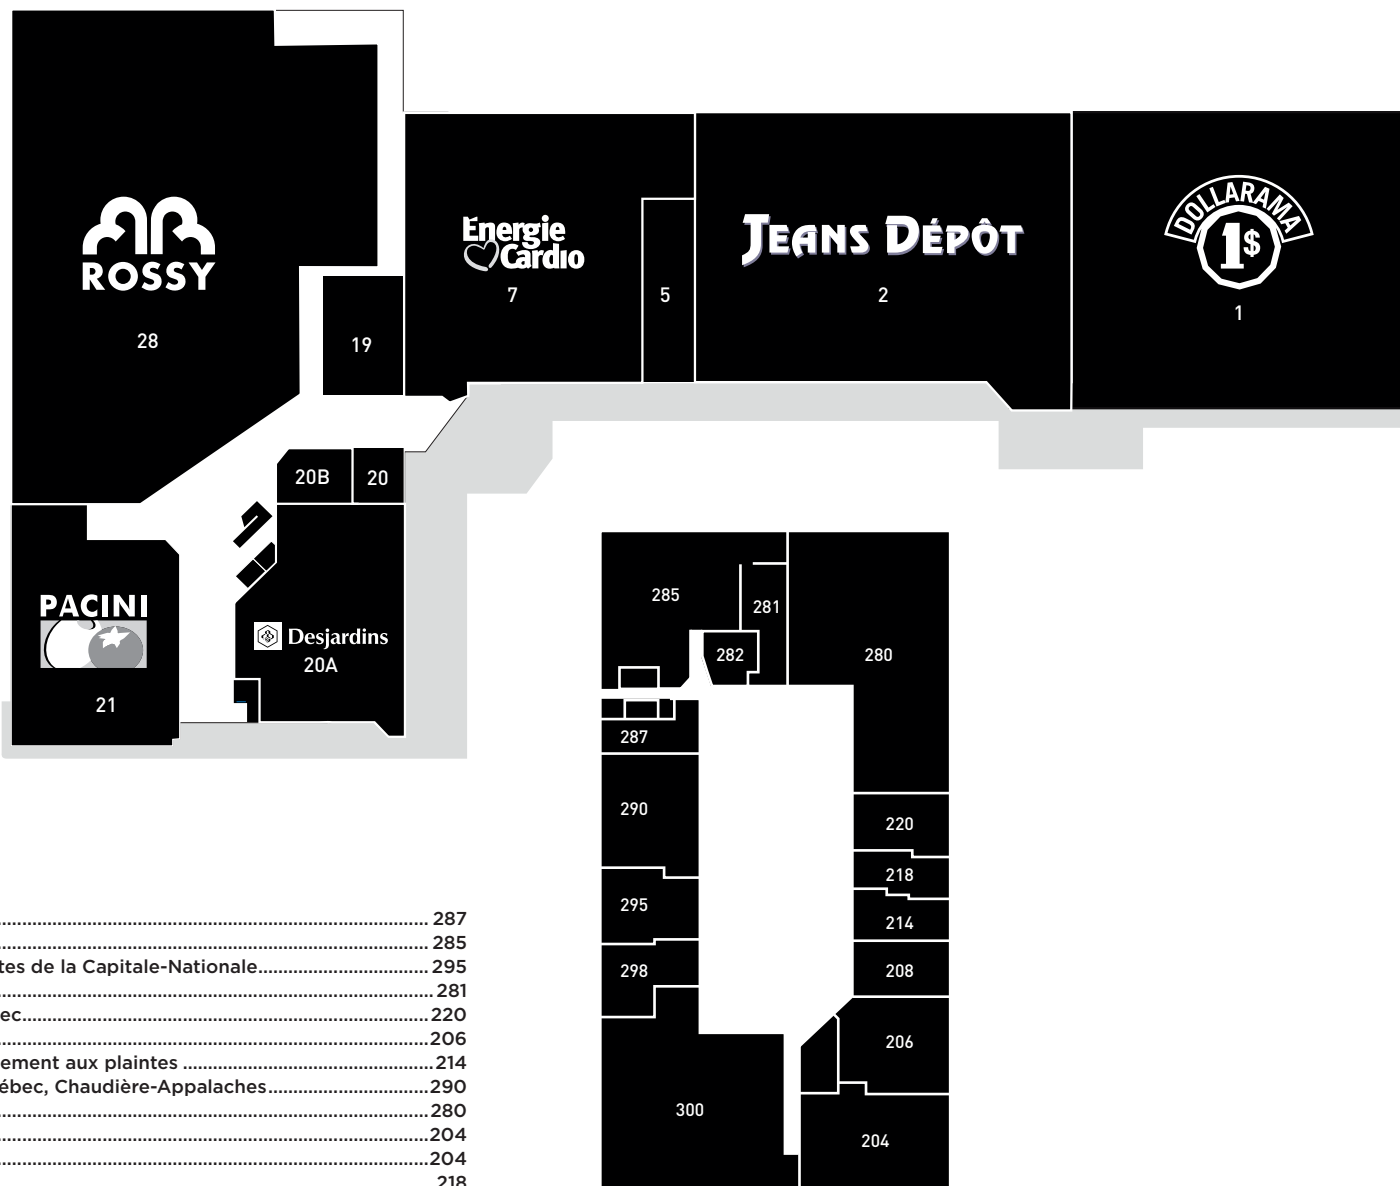 ROSSY
28
19
Énergie
Cardio
7
5
JEANS DÉPÔT
2
DOLLARAMA
1$
1
20B
20
PACINI
21
Desjardins
20A
285
281
282
280
287
290
295
298
300
220
218
214
208
206
204
287
285
tes de la Capitale-Nationale 295
281
ec 220
206
ement aux plaintes 214
ébec, Chaudière-Appalaches 290
280
204
204
218